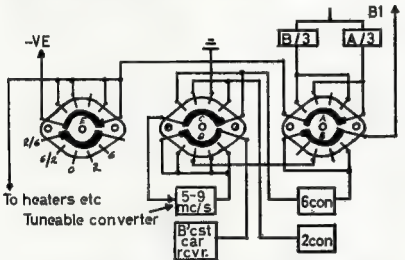 B1
B/3
A/3
-VE
E
C
D
A
B
2/6
6/2
0
2
6
To heaters etc
Tuneable converter
5-9
mc/s
6con
B'cst
car
rcvr.
2con